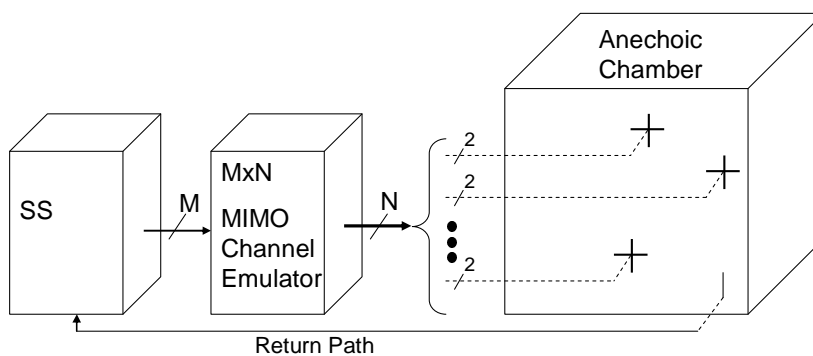 Anechoic
Chamber
SS
M
MxN
MIMO
Channel
Emulator
N
2
2
2
Return Path